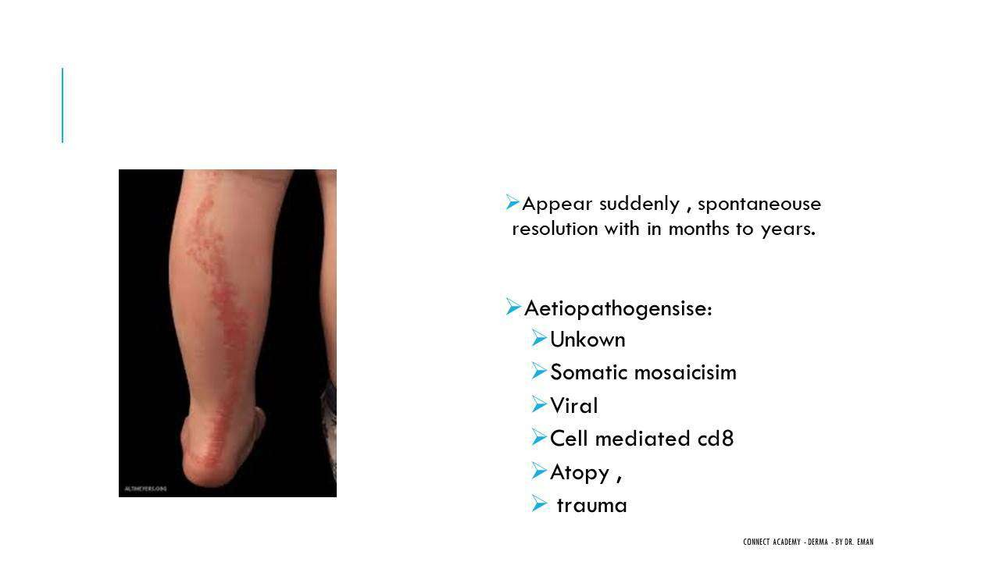 Appear suddenly , spontaneouse
resolution with in months to years.
Aetiopathogensise:
Unkown
Somatic mosaicisim
Viral
Cell mediated cd8
Atopy ,
trauma
ALTMEYERS.ORG
CONNECT ACADEMY - DERMA - BY DR. EMAN